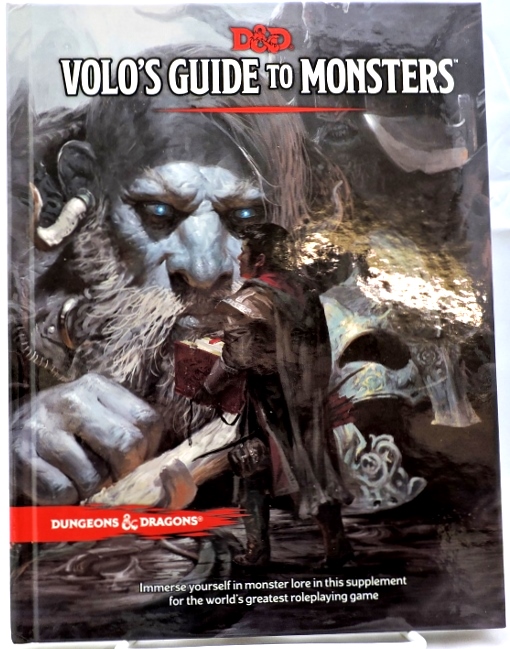 D&D
VOLO'S GUIDE TO MONSTERS™
DUNGEONS & DRAGONS®
Immerse yourself in monster lore in this supplement
for the world's greatest roleplaying game